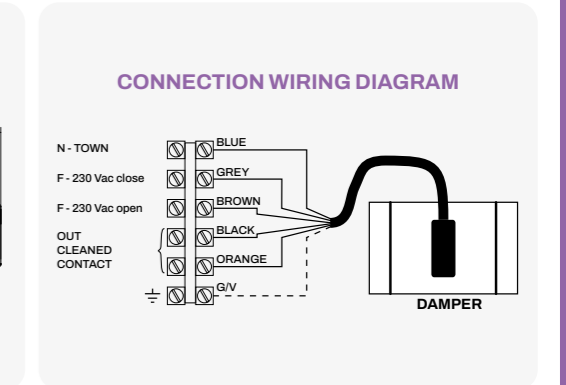 CONNECTION WIRING DIAGRAM
N - TOWN
BLUE
F - 230 Vac close
GREY
F - 230 Vac open
BROWN
OUT
CLEANED
CONTACT
BLACK
ORANGE
G/V
DAMPER